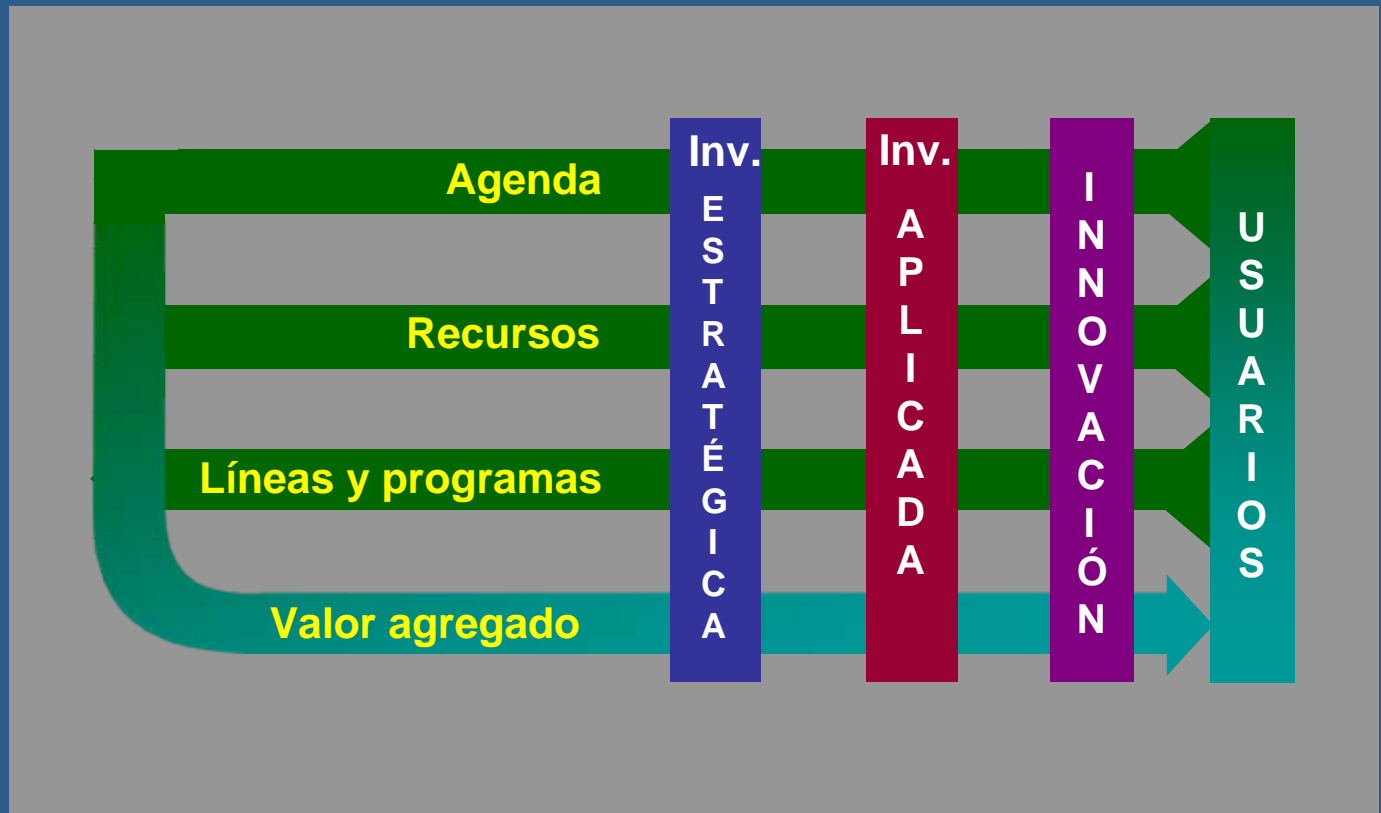 Agenda
Recursos
Líneas y programas
Valor agregado
Inv.
ESTRATÉGICA
Inv.
APLICADA
INNOVACIÓN
USUARIOS